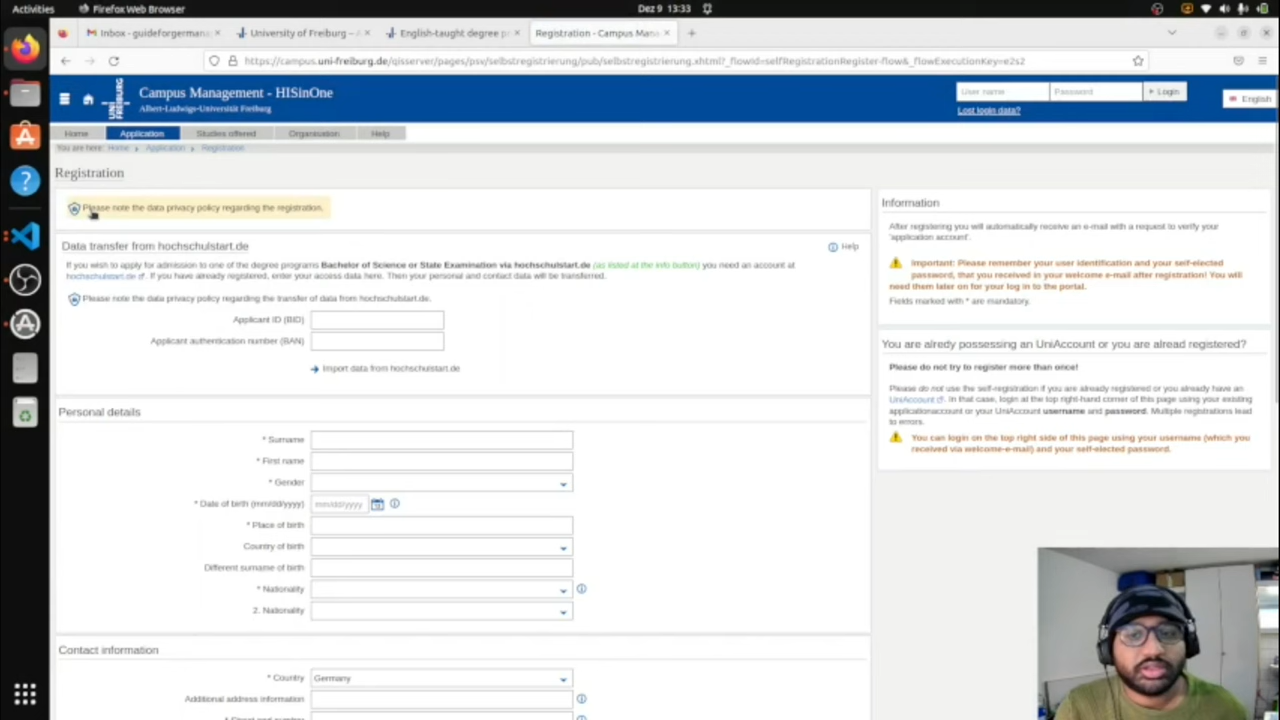 Activities
Firefox Web Browser
Dez 9 13:33
Inbox - guideforgermana
University of Freiburg – A
English-taught degree p
Registration - Campus Mana
https://campus.uni-freiburg.de/qisserver/pages/psv/selbstregistrierung/pub/selbstregistrierung.xhtml?_flowId=selfRegistrationRegister-flow&_flowExecutionKey=e2s2
UNI FREIBURG
Campus Management - HISinOne
Albert-Ludwigs-Universität Freiburg
User name
Password
Login
Lost login data?
English
Home
Application
Studies offered
Organisation
Help
You are here: Home Application Registration
Registration
Please note the data privacy policy regarding the registration.
Data transfer from hochschulstart.de
Help
If you wish to apply for admission to one of the degree programs Bachelor of Science or State Examination via hochschulstart.de (as listed at the info button) you need an account at
hochschulstart.de . If you have already registered, enter your access data here. Then your personal and contact data will be transferred.
Please note the data privacy policy regarding the transfer of data from hochschulstart.de.
Applicant ID (BID)
Applicant authentication number (BAN)
Import data from hochschulstart.de
Personal details
* Surname
* First name
* Gender
* Date of birth (mm/dd/yyyy)
mm/dd/yyyy
* Place of birth
Country of birth
Different surname of birth
* Nationality
2. Nationality
Contact information
* Country
Germany
Additional address information
Information
After registering you will automatically receive an e-mail with a request to verify your
'application account'.
Important: Please remember your user identification and your self-elected
password, that you received in your welcome e-mail after registration! You will
need them later on for your log in to the portal.
Fields marked with * are mandatory.
You are alredy possessing an UniAccount or you are alread registered?
Please do not try to register more than once!
Please do not use the self-registration if you are already registered or you already have an
UniAccount . In that case, login at the top right-hand corner of this page using your existing
applicationaccount or your UniAccount username and password. Multiple registrations lead
to errors.
You can login on the top right side of this page using your username (which you
received via welcome-e-mail) and your self-elected password.